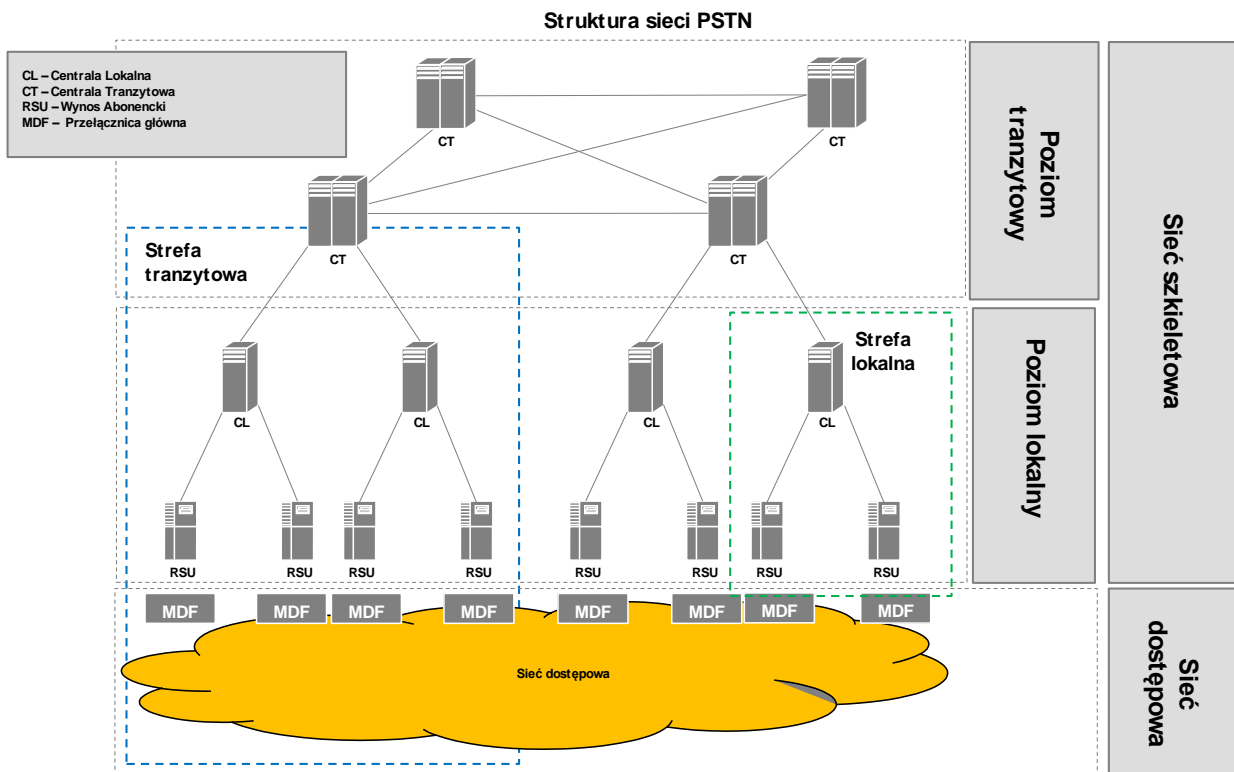 Struktura sieci PSTN
CL – Centrala Lokalna
CT – Centrala Tranzytowa
RSU – Wynos Abonencki
MDF – Przełącznica główna
CT
CT
CT
CT
Strefa
tranzytowa
Poziom
tranzytowy
Sieć szkieletowa
Strefa
lokalna
CL
CL
CL
CL
Poziom lokalny
RSU
RSU
RSU
RSU
RSU
RSU
RSU
RSU
MDF
MDF
MDF
MDF
MDF
MDF
MDF
MDF
Sieć dostępowa
Sieć
dostępowa